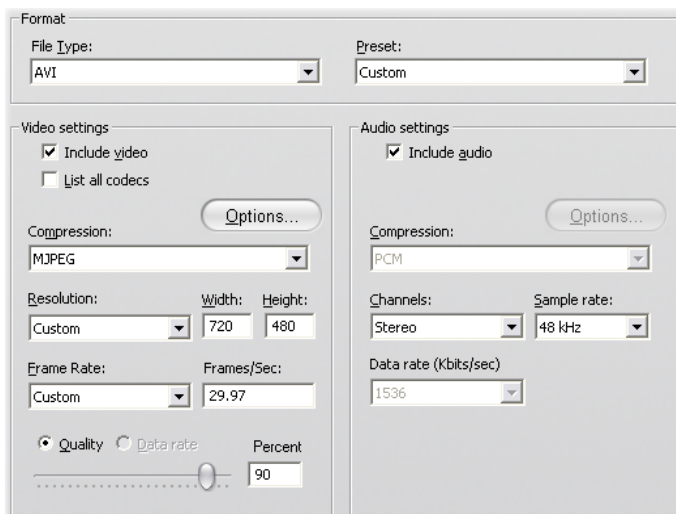 Format
File Type:
Preset:
AVI
Custom
Video settings
Include video
List all codecs
Options...
Compression:
MJPEG
Resolution:
Width:
Height:
Custom
720
480
Frame Rate:
Frames/Sec:
Custom
29.97
Quality
Data rate
Percent
90
Audio settings
Include audio
Options...
Compression:
PCM
Channels:
Sample rate:
Stereo
48 kHz
Data rate (Kbits/sec)
1536